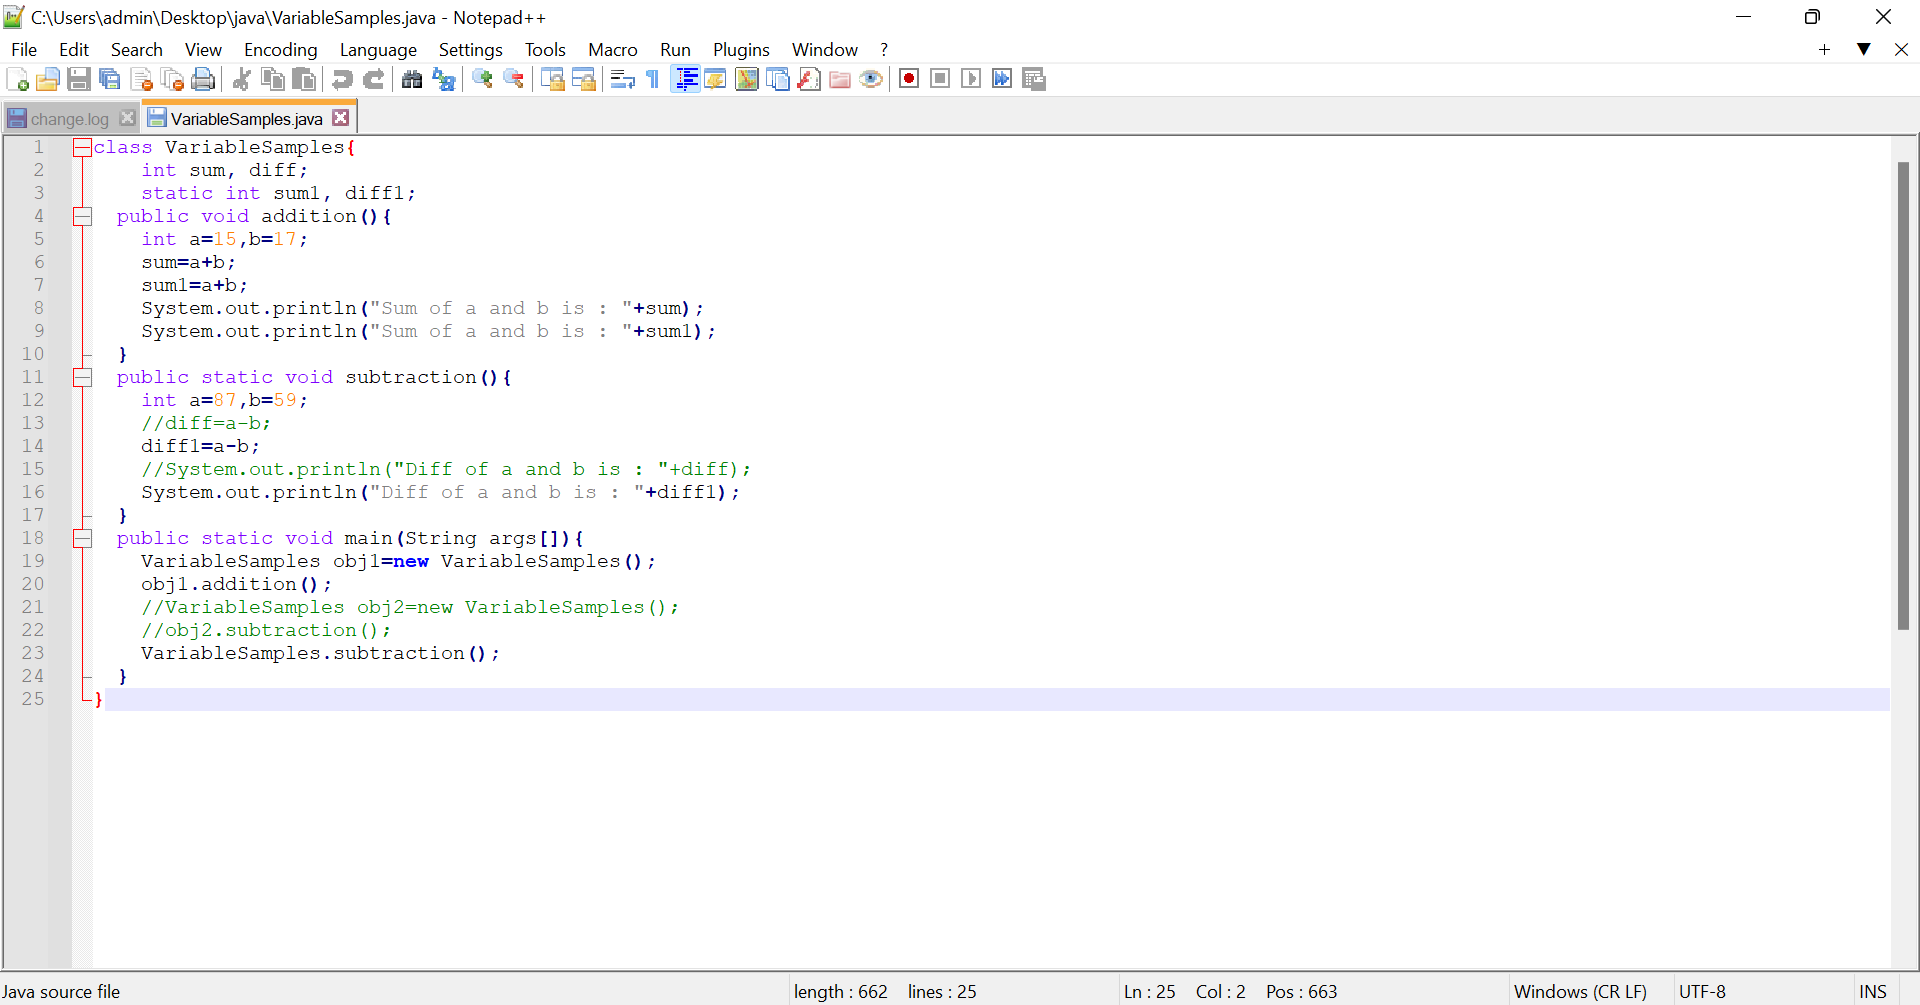 C:\Users\admin\Desktop\java\VariableSamples.java - Notepad++
File Edit Search View Encoding Language Settings Tools Macro Run Plugins Window ?
change.log VariableSamples.java
1 class VariableSamples{
2 int sum, diff;
3 static int sum1, diff1;
4 public void addition(){
5 int a=15,b=17;
6 sum=a+b;
7 sum1=a+b;
8 System.out.println("Sum of a and b is : "+sum);
9 System.out.println("Sum of a and b is : "+sum1);
10 }
11 public static void subtraction(){
12 int a=87,b=59;
13 //diff=a-b;
14 diff1=a-b;
15 //System.out.println("Diff of a and b is : "+diff);
16 System.out.println("Diff of a and b is : "+diff1);
17 }
18 public static void main(String args[]){
19 VariableSamples obj1=new VariableSamples();
20 obj1.addition();
21 //VariableSamples obj2=new VariableSamples();
22 //obj2.subtraction();
23 VariableSamples.subtraction();
24 }
25 }
Java source file length : 662 lines : 25 Ln : 25 Col : 2 Pos : 663 Windows (CR LF) UTF-8 INS